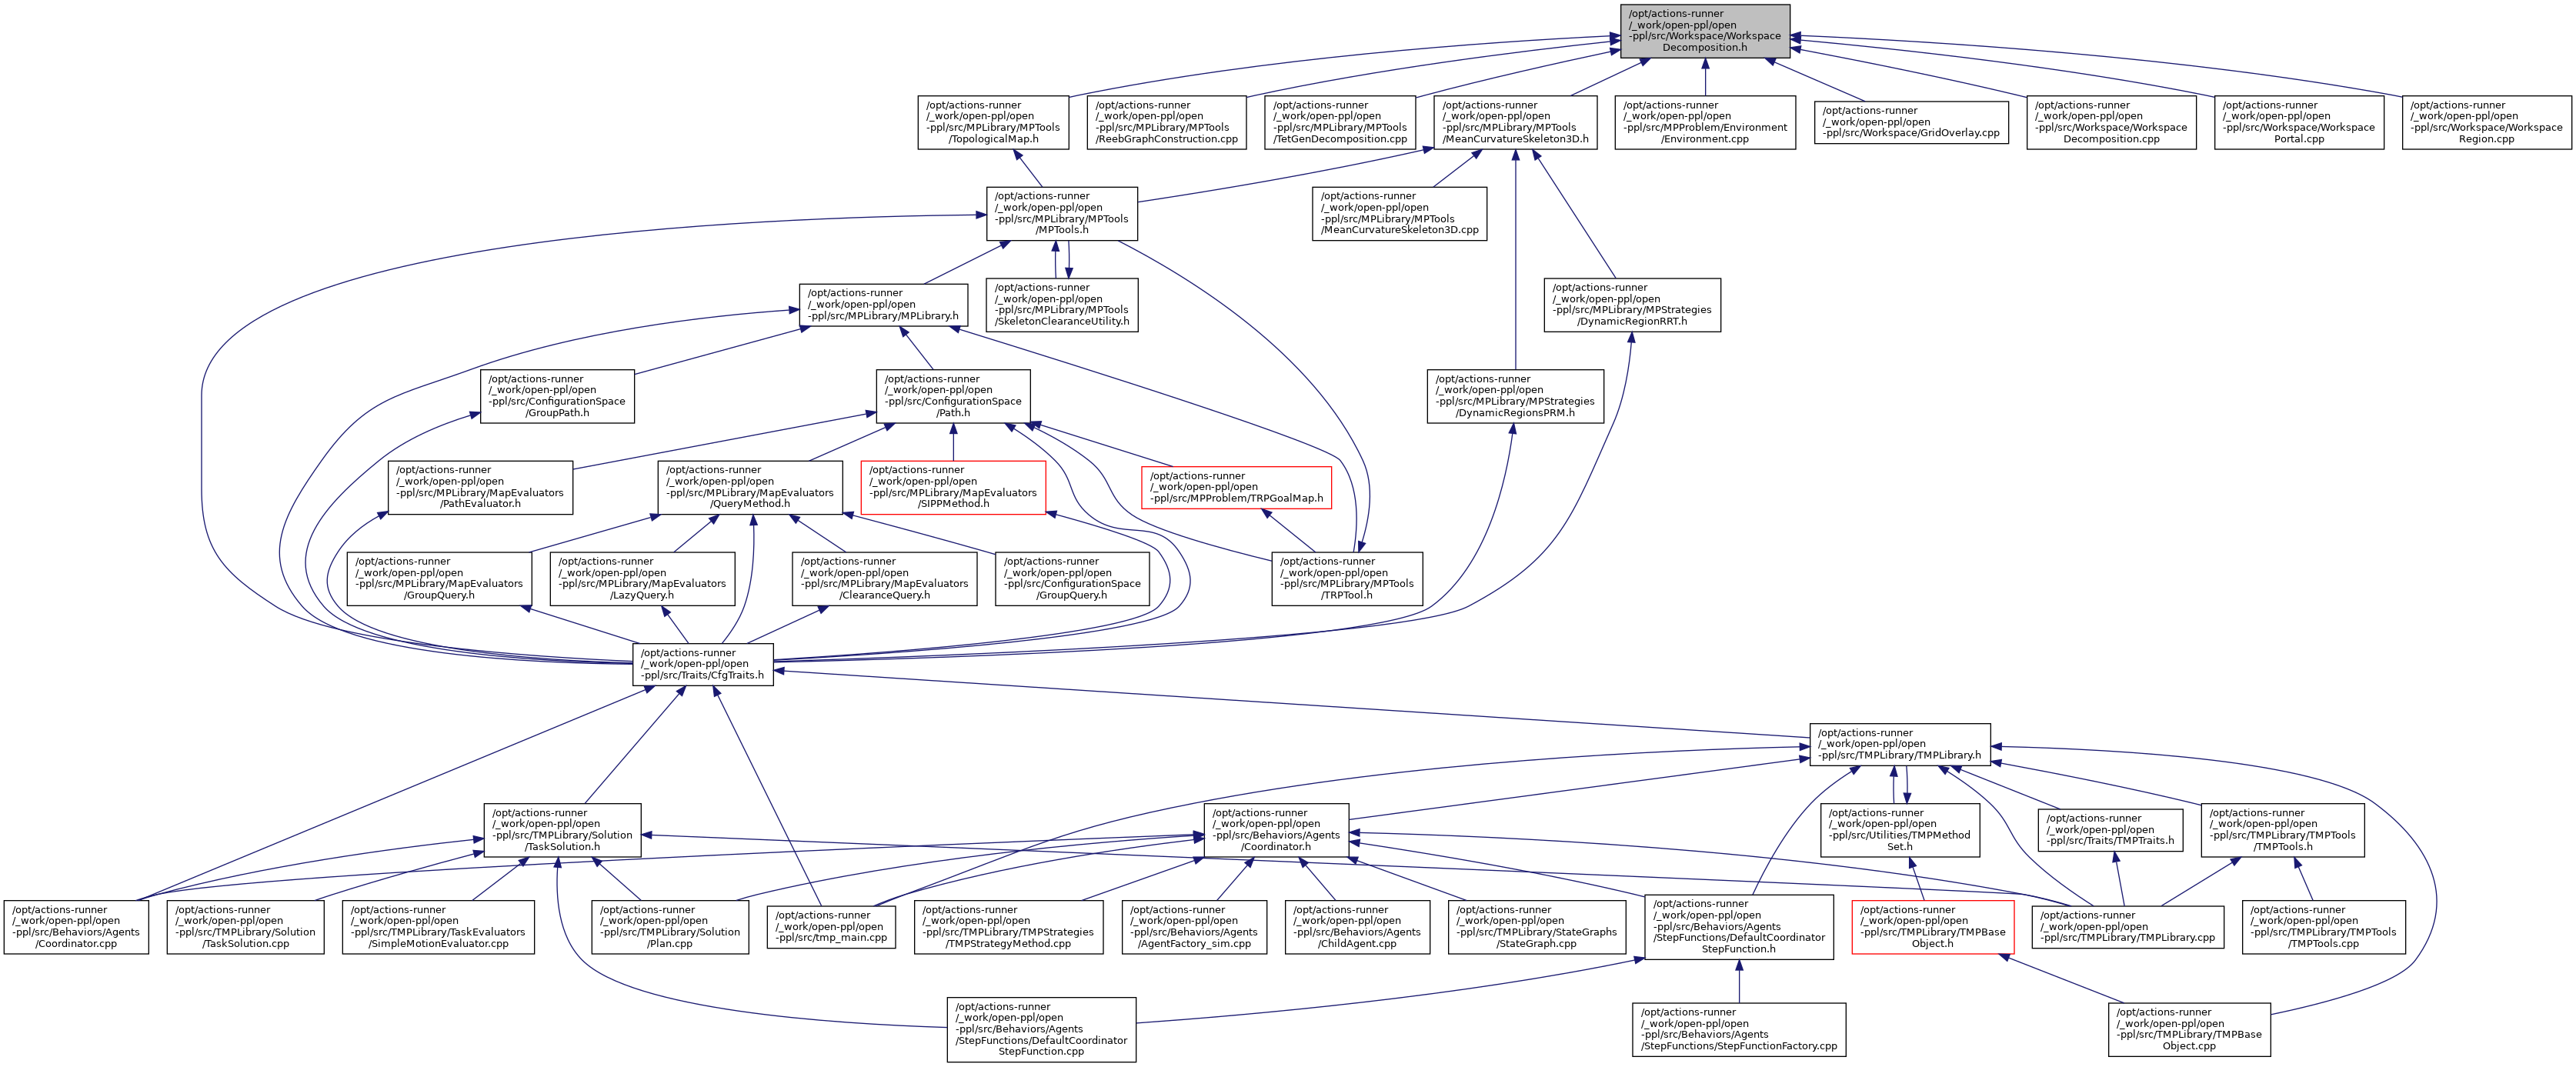 /opt/actions-runner
/_work/open-ppl/open
-ppl/src/Workspace/Workspace
Decomposition.h
/opt/actions-runner
/_work/open-ppl/open
-ppl/src/MPLibrary/MPTools
/TopologicalMap.h
/opt/actions-runner
/_work/open-ppl/open
-ppl/src/MPLibrary/MPTools
/ReebGraphConstruction.cpp
/opt/actions-runner
/_work/open-ppl/open
-ppl/src/MPLibrary/MPTools
/TetGenDecomposition.cpp
/opt/actions-runner
/_work/open-ppl/open
-ppl/src/MPLibrary/MPTools
/MeanCurvatureSkeleton3D.h
/opt/actions-runner
/_work/open-ppl/open
-ppl/src/MPProblem/Environment
/Environment.cpp
/opt/actions-runner
/_work/open-ppl/open
-ppl/src/Workspace/GridOverlay.cpp
/opt/actions-runner
/_work/open-ppl/open
-ppl/src/Workspace/Workspace
Decomposition.cpp
/opt/actions-runner
/_work/open-ppl/open
-ppl/src/Workspace/Workspace
Portal.cpp
/opt/actions-runner
/_work/open-ppl/open
-ppl/src/Workspace/Workspace
Region.cpp
/opt/actions-runner
/_work/open-ppl/open
-ppl/src/MPLibrary/MPTools
/MPTools.h
/opt/actions-runner
/_work/open-ppl/open
-ppl/src/MPLibrary/MPTools
/MeanCurvatureSkeleton3D.cpp
/opt/actions-runner
/_work/open-ppl/open
-ppl/src/MPLibrary/MPLibrary.h
/opt/actions-runner
/_work/open-ppl/open
-ppl/src/MPLibrary/MPTools
/SkeletonClearanceUtility.h
/opt/actions-runner
/_work/open-ppl/open
-ppl/src/MPLibrary/MPStrategies
/DynamicRegionRRT.h
/opt/actions-runner
/_work/open-ppl/open
-ppl/src/ConfigurationSpace
/GroupPath.h
/opt/actions-runner
/_work/open-ppl/open
-ppl/src/ConfigurationSpace
/Path.h
/opt/actions-runner
/_work/open-ppl/open
-ppl/src/MPLibrary/MPStrategies
/DynamicRegionsPRM.h
/opt/actions-runner
/_work/open-ppl/open
-ppl/src/MPLibrary/MapEvaluators
/PathEvaluator.h
/opt/actions-runner
/_work/open-ppl/open
-ppl/src/MPLibrary/MapEvaluators
/QueryMethod.h
/opt/actions-runner
/_work/open-ppl/open
-ppl/src/MPLibrary/MapEvaluators
/SIPPMethod.h
/opt/actions-runner
/_work/open-ppl/open
-ppl/src/MPProblem/TRPGoalMap.h
/opt/actions-runner
/_work/open-ppl/open
-ppl/src/MPLibrary/MapEvaluators
/GroupQuery.h
/opt/actions-runner
/_work/open-ppl/open
-ppl/src/MPLibrary/MapEvaluators
/LazyQuery.h
/opt/actions-runner
/_work/open-ppl/open
-ppl/src/MPLibrary/MapEvaluators
/ClearanceQuery.h
/opt/actions-runner
/_work/open-ppl/open
-ppl/src/ConfigurationSpace
/GroupQuery.h
/opt/actions-runner
/_work/open-ppl/open
-ppl/src/MPLibrary/MPTools
/TRPTool.h
/opt/actions-runner
/_work/open-ppl/open
-ppl/src/Traits/CfgTraits.h
/opt/actions-runner
/_work/open-ppl/open
-ppl/src/TMPLibrary/TMPLibrary.h
/opt/actions-runner
/_work/open-ppl/open
-ppl/src/TMPLibrary/Solution
/TaskSolution.h
/opt/actions-runner
/_work/open-ppl/open
-ppl/src/Behaviors/Agents
/Coordinator.h
/opt/actions-runner
/_work/open-ppl/open
-ppl/src/Utilities/TMPMethod
Set.h
/opt/actions-runner
/_work/open-ppl/open
-ppl/src/Traits/TMPTraits.h
/opt/actions-runner
/_work/open-ppl/open
-ppl/src/TMPLibrary/TMPTools
/TMPTools.h
/opt/actions-runner
/_work/open-ppl/open
-ppl/src/Behaviors/Agents
/Coordinator.cpp
/opt/actions-runner
/_work/open-ppl/open
-ppl/src/TMPLibrary/Solution
/TaskSolution.cpp
/opt/actions-runner
/_work/open-ppl/open
-ppl/src/TMPLibrary/TaskEvaluators
/SimpleMotionEvaluator.cpp
/opt/actions-runner
/_work/open-ppl/open
-ppl/src/TMPLibrary/Solution
/Plan.cpp
/opt/actions-runner
/_work/open-ppl/open
-ppl/src/tmp_main.cpp
/opt/actions-runner
/_work/open-ppl/open
-ppl/src/TMPLibrary/TMPStrategies
/TMPStrategyMethod.cpp
/opt/actions-runner
/_work/open-ppl/open
-ppl/src/Behaviors/Agents
/AgentFactory_sim.cpp
/opt/actions-runner
/_work/open-ppl/open
-ppl/src/Behaviors/Agents
/ChildAgent.cpp
/opt/actions-runner
/_work/open-ppl/open
-ppl/src/TMPLibrary/StateGraphs
/StateGraph.cpp
/opt/actions-runner
/_work/open-ppl/open
-ppl/src/Behaviors/Agents
/StepFunctions/DefaultCoordinator
StepFunction.h
/opt/actions-runner
/_work/open-ppl/open
-ppl/src/TMPLibrary/TMPBase
Object.h
/opt/actions-runner
/_work/open-ppl/open
-ppl/src/TMPLibrary/TMPLibrary.cpp
/opt/actions-runner
/_work/open-ppl/open
-ppl/src/TMPLibrary/TMPTools
/TMPTools.cpp
/opt/actions-runner
/_work/open-ppl/open
-ppl/src/Behaviors/Agents
/StepFunctions/DefaultCoordinator
StepFunction.cpp
/opt/actions-runner
/_work/open-ppl/open
-ppl/src/Behaviors/Agents
/StepFunctions/StepFunctionFactory.cpp
/opt/actions-runner
/_work/open-ppl/open
-ppl/src/TMPLibrary/TMPBase
Object.cpp